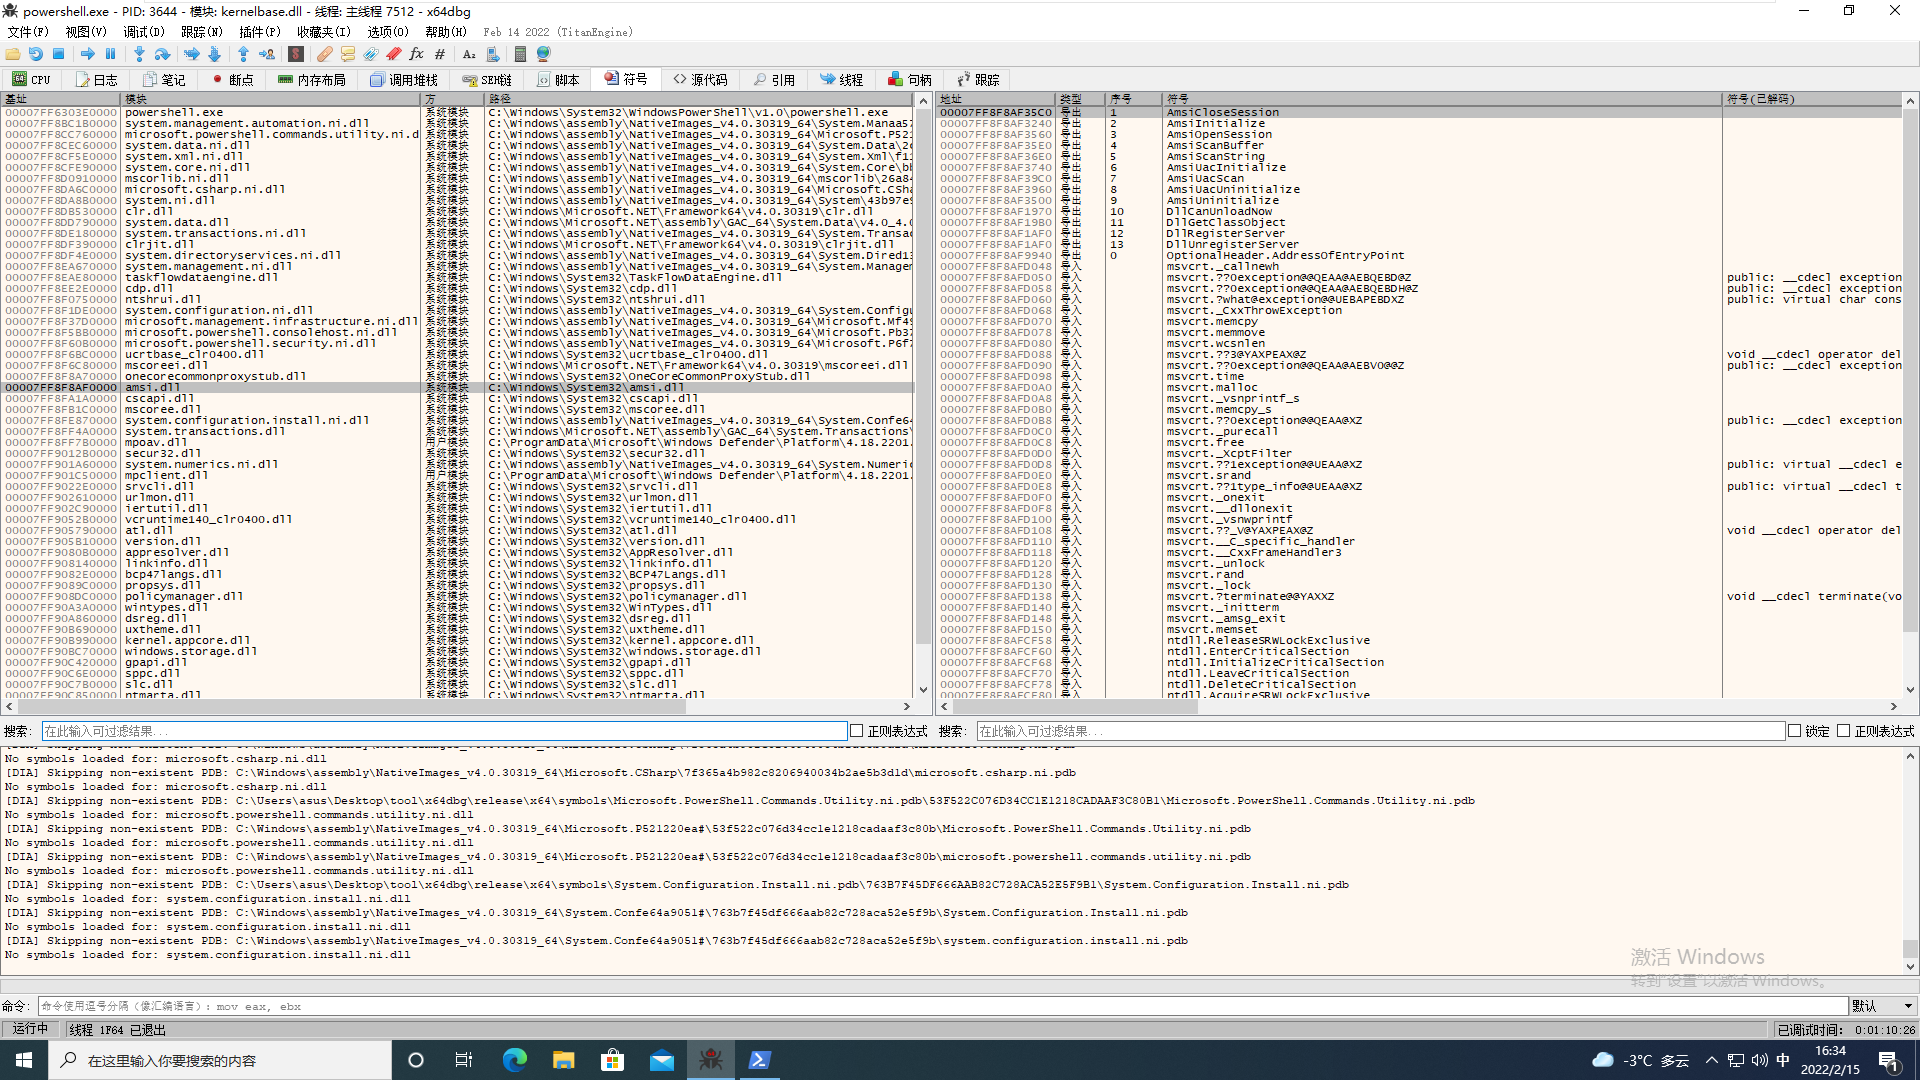 powershell.exe - PID: 3644 - 模块: kernelbase.dll - 线程: 主线程 7512 - x64dbg
文件(F) 视图(V) 调试(D) 跟踪(N) 插件(P) 收藏夹(I) 选项(O) 帮助(H) Feb 14 2022 (TitanEngine)
CPU 日志 笔记 断点 内存布局 调用堆栈 SEH链 脚本 符号 源代码 引用 线程 句柄 跟踪
基址 模块 方 路径
00007FF6303E0000 powershell.exe 系统模块 C:\Windows\System32\WindowsPowerShell\v1.0\powershell.exe
00007FF8BC1D0000 system.management.automation.ni.dll 系统模块 C:\Windows\assembly\NativeImages_v4.0.30319_64\System.Manaa57
00007FF8CC760000 microsoft.powershell.commands.utility.ni.d 系统模块 C:\Windows\assembly\NativeImages_v4.0.30319_64\Microsoft.P521
00007FF8CEC60000 system.data.ni.dll 系统模块 C:\Windows\assembly\NativeImages_v4.0.30319_64\System.Data\2c
00007FF8CF5E0000 system.xml.ni.dll 系统模块 C:\Windows\assembly\NativeImages_v4.0.30319_64\System.Xml\f11
00007FF8CFE90000 system.core.ni.dll 系统模块 C:\Windows\assembly\NativeImages_v4.0.30319_64\System.Core\bb
00007FF8D0910000 mscorlib.ni.dll 系统模块 C:\Windows\assembly\NativeImages_v4.0.30319_64\mscorlib\26a84
00007FF8DA6C0000 microsoft.csharp.ni.dll 系统模块 C:\Windows\assembly\NativeImages_v4.0.30319_64\Microsoft.CSha
00007FF8DA8B0000 system.ni.dll 系统模块 C:\Windows\assembly\NativeImages_v4.0.30319_64\System\43b97e9
00007FF8DB530000 clr.dll 系统模块 C:\Windows\Microsoft.NET\Framework64\v4.0.30319\clr.dll
00007FF8DD790000 system.data.dll 系统模块 C:\Windows\Microsoft.NET\assembly\GAC_64\System.Data\v4.0_4.0
00007FF8DE180000 system.transactions.ni.dll 系统模块 C:\Windows\assembly\NativeImages_v4.0.30319_64\System.Transac
00007FF8DF390000 clrjit.dll 系统模块 C:\Windows\Microsoft.NET\Framework64\v4.0.30319\clrjit.dll
00007FF8DF4E0000 system.directoryservices.ni.dll 系统模块 C:\Windows\assembly\NativeImages_v4.0.30319_64\System.Dired13
00007FF8EA670000 system.management.ni.dll 系统模块 C:\Windows\assembly\NativeImages_v4.0.30319_64\System.Managem
00007FF8EAE80000 taskflowdataengine.dll 系统模块 C:\Windows\System32\TaskFlowDataEngine.dll
00007FF8EE2E0000 cdp.dll 系统模块 C:\Windows\System32\cdp.dll
00007FF8F0750000 ntshrui.dll 系统模块 C:\Windows\System32\ntshrui.dll
00007FF8F1DE0000 system.configuration.ni.dll 系统模块 C:\Windows\assembly\NativeImages_v4.0.30319_64\System.Configu
00007FF8F37D0000 microsoft.management.infrastructure.ni.dll 系统模块 C:\Windows\assembly\NativeImages_v4.0.30319_64\Microsoft.Mf49
00007FF8F5BB0000 microsoft.powershell.consolehost.ni.dll 系统模块 C:\Windows\assembly\NativeImages_v4.0.30319_64\Microsoft.Pb37
00007FF8F60B0000 microsoft.powershell.security.ni.dll 系统模块 C:\Windows\assembly\NativeImages_v4.0.30319_64\Microsoft.P6f7
00007FF8F6BC0000 ucrtbase_clr0400.dll 系统模块 C:\Windows\System32\ucrtbase_clr0400.dll
00007FF8F6C80000 mscoreei.dll 系统模块 C:\Windows\Microsoft.NET\Framework64\v4.0.30319\mscoreei.dll
00007FF8F8A70000 onecorecommonproxystub.dll 系统模块 C:\Windows\System32\OneCoreCommonProxyStub.dll
00007FF8F8AF0000 amsi.dll 系统模块 C:\Windows\System32\amsi.dll
00007FF8FA1A0000 cscapi.dll 系统模块 C:\Windows\System32\cscapi.dll
00007FF8FB1C0000 mscoree.dll 系统模块 C:\Windows\System32\mscoree.dll
00007FF8FE870000 system.configuration.install.ni.dll 系统模块 C:\Windows\assembly\NativeImages_v4.0.30319_64\System.Confe64
00007FF8FF4A0000 system.transactions.dll 系统模块 C:\Windows\Microsoft.NET\assembly\GAC_64\System.Transactions\
00007FF8FF7B0000 mpoav.dll 用户模块 C:\ProgramData\Microsoft\Windows Defender\Platform\4.18.2201.
00007FF9012B0000 secur32.dll 系统模块 C:\Windows\System32\secur32.dll
00007FF901A60000 system.numerics.ni.dll 系统模块 C:\Windows\assembly\NativeImages_v4.0.30319_64\System.Numeric
00007FF901C50000 mpclient.dll 用户模块 C:\ProgramData\Microsoft\Windows Defender\Platform\4.18.2201.
00007FF9022E0000 srvcli.dll 系统模块 C:\Windows\System32\srvcli.dll
00007FF902610000 urlmon.dll 系统模块 C:\Windows\System32\urlmon.dll
00007FF902C90000 iertutil.dll 系统模块 C:\Windows\System32\iertutil.dll
00007FF9052B0000 vcruntime140_clr0400.dll 系统模块 C:\Windows\System32\vcruntime140_clr0400.dll
00007FF905790000 atl.dll 系统模块 C:\Windows\System32\atl.dll
00007FF905B10000 version.dll 系统模块 C:\Windows\System32\version.dll
00007FF9080B0000 appresolver.dll 系统模块 C:\Windows\System32\AppResolver.dll
00007FF908140000 linkinfo.dll 系统模块 C:\Windows\System32\linkinfo.dll
00007FF9082E0000 bcp47langs.dll 系统模块 C:\Windows\System32\BCP47Langs.dll
00007FF9089C0000 propsys.dll 系统模块 C:\Windows\System32\propsys.dll
00007FF908DC0000 policymanager.dll 系统模块 C:\Windows\System32\policymanager.dll
00007FF90A3A0000 wintypes.dll 系统模块 C:\Windows\System32\WinTypes.dll
00007FF90A860000 dsreg.dll 系统模块 C:\Windows\System32\dsreg.dll
00007FF90B690000 uxtheme.dll 系统模块 C:\Windows\System32\uxtheme.dll
00007FF90B990000 kernel.appcore.dll 系统模块 C:\Windows\System32\kernel.appcore.dll
00007FF90BC70000 windows.storage.dll 系统模块 C:\Windows\System32\windows.storage.dll
00007FF90C420000 gpapi.dll 系统模块 C:\Windows\System32\gpapi.dll
00007FF90C6E0000 sppc.dll 系统模块 C:\Windows\System32\sppc.dll
00007FF90C7B0000 slc.dll 系统模块 C:\Windows\System32\slc.dll
00007FF90C850000 ntmarta.dll 系统模块 C:\Windows\System32\ntmarta.dll
地址 类型 序号 符号 符号(已解码)
00007FF8F8AF35C0 导出 1 AmsiCloseSession
00007FF8F8AF3240 导出 2 AmsiInitialize
00007FF8F8AF3560 导出 3 AmsiOpenSession
00007FF8F8AF35E0 导出 4 AmsiScanBuffer
00007FF8F8AF36E0 导出 5 AmsiScanString
00007FF8F8AF3740 导出 6 AmsiUacInitialize
00007FF8F8AF39C0 导出 7 AmsiUacScan
00007FF8F8AF3960 导出 8 AmsiUacUninitialize
00007FF8F8AF3500 导出 9 AmsiUninitialize
00007FF8F8AF1970 导出 10 DllCanUnloadNow
00007FF8F8AF19B0 导出 11 DllGetClassObject
00007FF8F8AF1AF0 导出 12 DllRegisterServer
00007FF8F8AF1AF0 导出 13 DllUnregisterServer
00007FF8F8AF9940 导出 0 OptionalHeader.AddressOfEntryPoint
00007FF8F8AFD048 导入 msvcrt._callnewh
00007FF8F8AFD050 导入 msvcrt.??0exception@@QEAA@AEBQEBD@Z public: __cdecl exception
00007FF8F8AFD058 导入 msvcrt.??0exception@@QEAA@AEBQEBDH@Z public: __cdecl exception
00007FF8F8AFD060 导入 msvcrt.?what@exception@@UEBAPEBDXZ public: virtual char cons
00007FF8F8AFD068 导入 msvcrt._CxxThrowException
00007FF8F8AFD070 导入 msvcrt.memcpy
00007FF8F8AFD078 导入 msvcrt.memmove
00007FF8F8AFD080 导入 msvcrt.wcsnlen
00007FF8F8AFD088 导入 msvcrt.??3@YAXPEAX@Z void __cdecl operator del
00007FF8F8AFD090 导入 msvcrt.??0exception@@QEAA@AEBV0@@Z public: __cdecl exception
00007FF8F8AFD098 导入 msvcrt.time
00007FF8F8AFD0A0 导入 msvcrt.malloc
00007FF8F8AFD0A8 导入 msvcrt._vsnprintf_s
00007FF8F8AFD0B0 导入 msvcrt.memcpy_s
00007FF8F8AFD0B8 导入 msvcrt.??0exception@@QEAA@XZ public: __cdecl exception
00007FF8F8AFD0C0 导入 msvcrt._purecall
00007FF8F8AFD0C8 导入 msvcrt.free
00007FF8F8AFD0D0 导入 msvcrt._XcptFilter
00007FF8F8AFD0D8 导入 msvcrt.??1exception@@UEAA@XZ public: virtual __cdecl e
00007FF8F8AFD0E0 导入 msvcrt.srand
00007FF8F8AFD0E8 导入 msvcrt.??1type_info@@UEAA@XZ public: virtual __cdecl t
00007FF8F8AFD0F0 导入 msvcrt._onexit
00007FF8F8AFD0F8 导入 msvcrt.__dllonexit
00007FF8F8AFD100 导入 msvcrt._vsnwprintf
00007FF8F8AFD108 导入 msvcrt.??_V@YAXPEAX@Z void __cdecl operator del
00007FF8F8AFD110 导入 msvcrt.__C_specific_handler
00007FF8F8AFD118 导入 msvcrt.__CxxFrameHandler3
00007FF8F8AFD120 导入 msvcrt._unlock
00007FF8F8AFD128 导入 msvcrt.rand
00007FF8F8AFD130 导入 msvcrt._lock
00007FF8F8AFD138 导入 msvcrt.?terminate@@YAXXZ void __cdecl terminate(vo
00007FF8F8AFD140 导入 msvcrt._initterm
00007FF8F8AFD148 导入 msvcrt._amsg_exit
00007FF8F8AFD150 导入 msvcrt.memset
00007FF8F8AFCF58 导入 ntdll.ReleaseSRWLockExclusive
00007FF8F8AFCF60 导入 ntdll.EnterCriticalSection
00007FF8F8AFCF68 导入 ntdll.InitializeCriticalSection
00007FF8F8AFCF70 导入 ntdll.LeaveCriticalSection
00007FF8F8AFCF78 导入 ntdll.DeleteCriticalSection
00007FF8F8AFCF80 导入 ntdll.AcquireSRWLockExclusive
搜索: 在此输入可过滤结果... 正则表达式 搜索: 在此输入可过滤结果... 锁定 正则表达式
No symbols loaded for: microsoft.csharp.ni.dll
[DIA] Skipping non-existent PDB: C:\Windows\assembly\NativeImages_v4.0.30319_64\Microsoft.CSharp\7f365a4b982c8206940034b2ae5b3d1d\microsoft.csharp.ni.pdb
No symbols loaded for: microsoft.csharp.ni.dll
[DIA] Skipping non-existent PDB: C:\Users\asus\Desktop\tool\x64dbg\release\x64\symbols\Microsoft.PowerShell.Commands.Utility.ni.pdb\53F522C076D34CC1E1218CADAAF3C80B1\Microsoft.PowerShell.Commands.Utility.ni.pdb
No symbols loaded for: microsoft.powershell.commands.utility.ni.dll
[DIA] Skipping non-existent PDB: C:\Windows\assembly\NativeImages_v4.0.30319_64\Microsoft.P521220ea#\53f522c076d34cc1e1218cadaaf3c80b\Microsoft.PowerShell.Commands.Utility.ni.pdb
No symbols loaded for: microsoft.powershell.commands.utility.ni.dll
[DIA] Skipping non-existent PDB: C:\Windows\assembly\NativeImages_v4.0.30319_64\Microsoft.P521220ea#\53f522c076d34cc1e1218cadaaf3c80b\microsoft.powershell.commands.utility.ni.pdb
No symbols loaded for: microsoft.powershell.commands.utility.ni.dll
[DIA] Skipping non-existent PDB: C:\Users\asus\Desktop\tool\x64dbg\release\x64\symbols\System.Configuration.Install.ni.pdb\763B7F45DF666AAB82C728ACA52E5F9B1\System.Configuration.Install.ni.pdb
No symbols loaded for: system.configuration.install.ni.dll
[DIA] Skipping non-existent PDB: C:\Windows\assembly\NativeImages_v4.0.30319_64\System.Confe64a9051#\763b7f45df666aab82c728aca52e5f9b\System.Configuration.Install.ni.pdb
No symbols loaded for: system.configuration.install.ni.dll
[DIA] Skipping non-existent PDB: C:\Windows\assembly\NativeImages_v4.0.30319_64\System.Confe64a9051#\763b7f45df666aab82c728aca52e5f9b\system.configuration.install.ni.pdb
No symbols loaded for: system.configuration.install.ni.dll
激活 Windows
转到"设置"以激活 Windows。
命令: 命令使用逗号分隔（像汇编语言）: mov eax, ebx 默认
运行中 线程 1F64 已退出 已调试时间: 0:01:10:26
在这里输入你要搜索的内容 -3°C 多云 中 16:34
2022/2/15 1